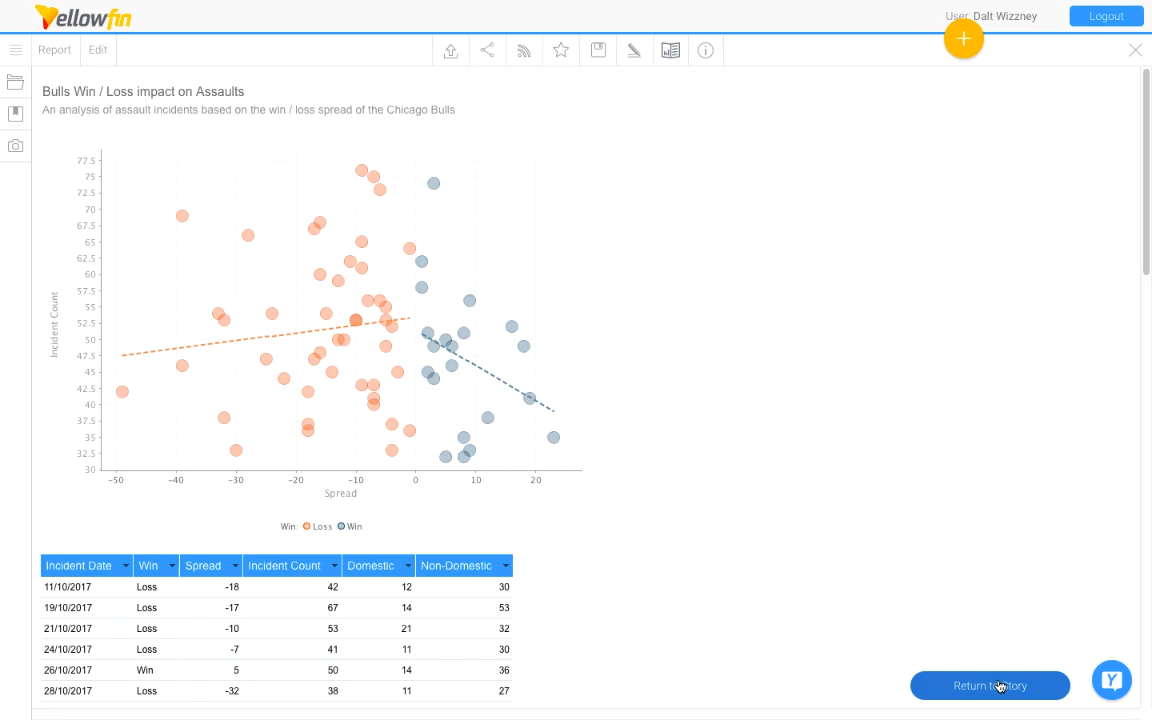 Yellowfin
User: Dalt Wizzney
Logout
Report
Edit
Bulls Win / Loss impact on Assaults
An analysis of assault incidents based on the win / loss spread of the Chicago Bulls
77.5
75
72.5
70
67.5
65
62.5
60
57.5
55
52.5
50
47.5
45
42.5
40
37.5
35
32.5
30
Incident Count
-50 -40 -30 -20 -10 0 10 20
Spread
Win: Loss Win
Incident Date Win Spread Incident Count Domestic Non-Domestic
11/10/2017 Loss -18 42 12 30
19/10/2017 Loss -17 67 14 53
21/10/2017 Loss -10 53 21 32
24/10/2017 Loss -7 41 11 30
26/10/2017 Win 5 50 14 36
28/10/2017 Loss -32 38 11 27
Return to Story